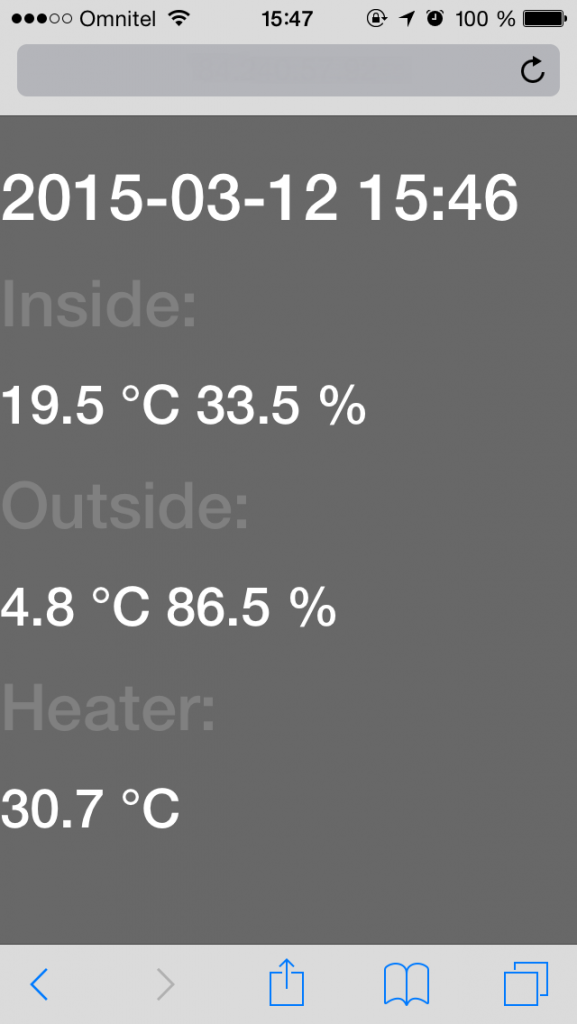 Omnitel 15:47 100 %
2015-03-12 15:46
Inside:
19.5 °C 33.5 %
Outside:
4.8 °C 86.5 %
Heater:
30.7 °C